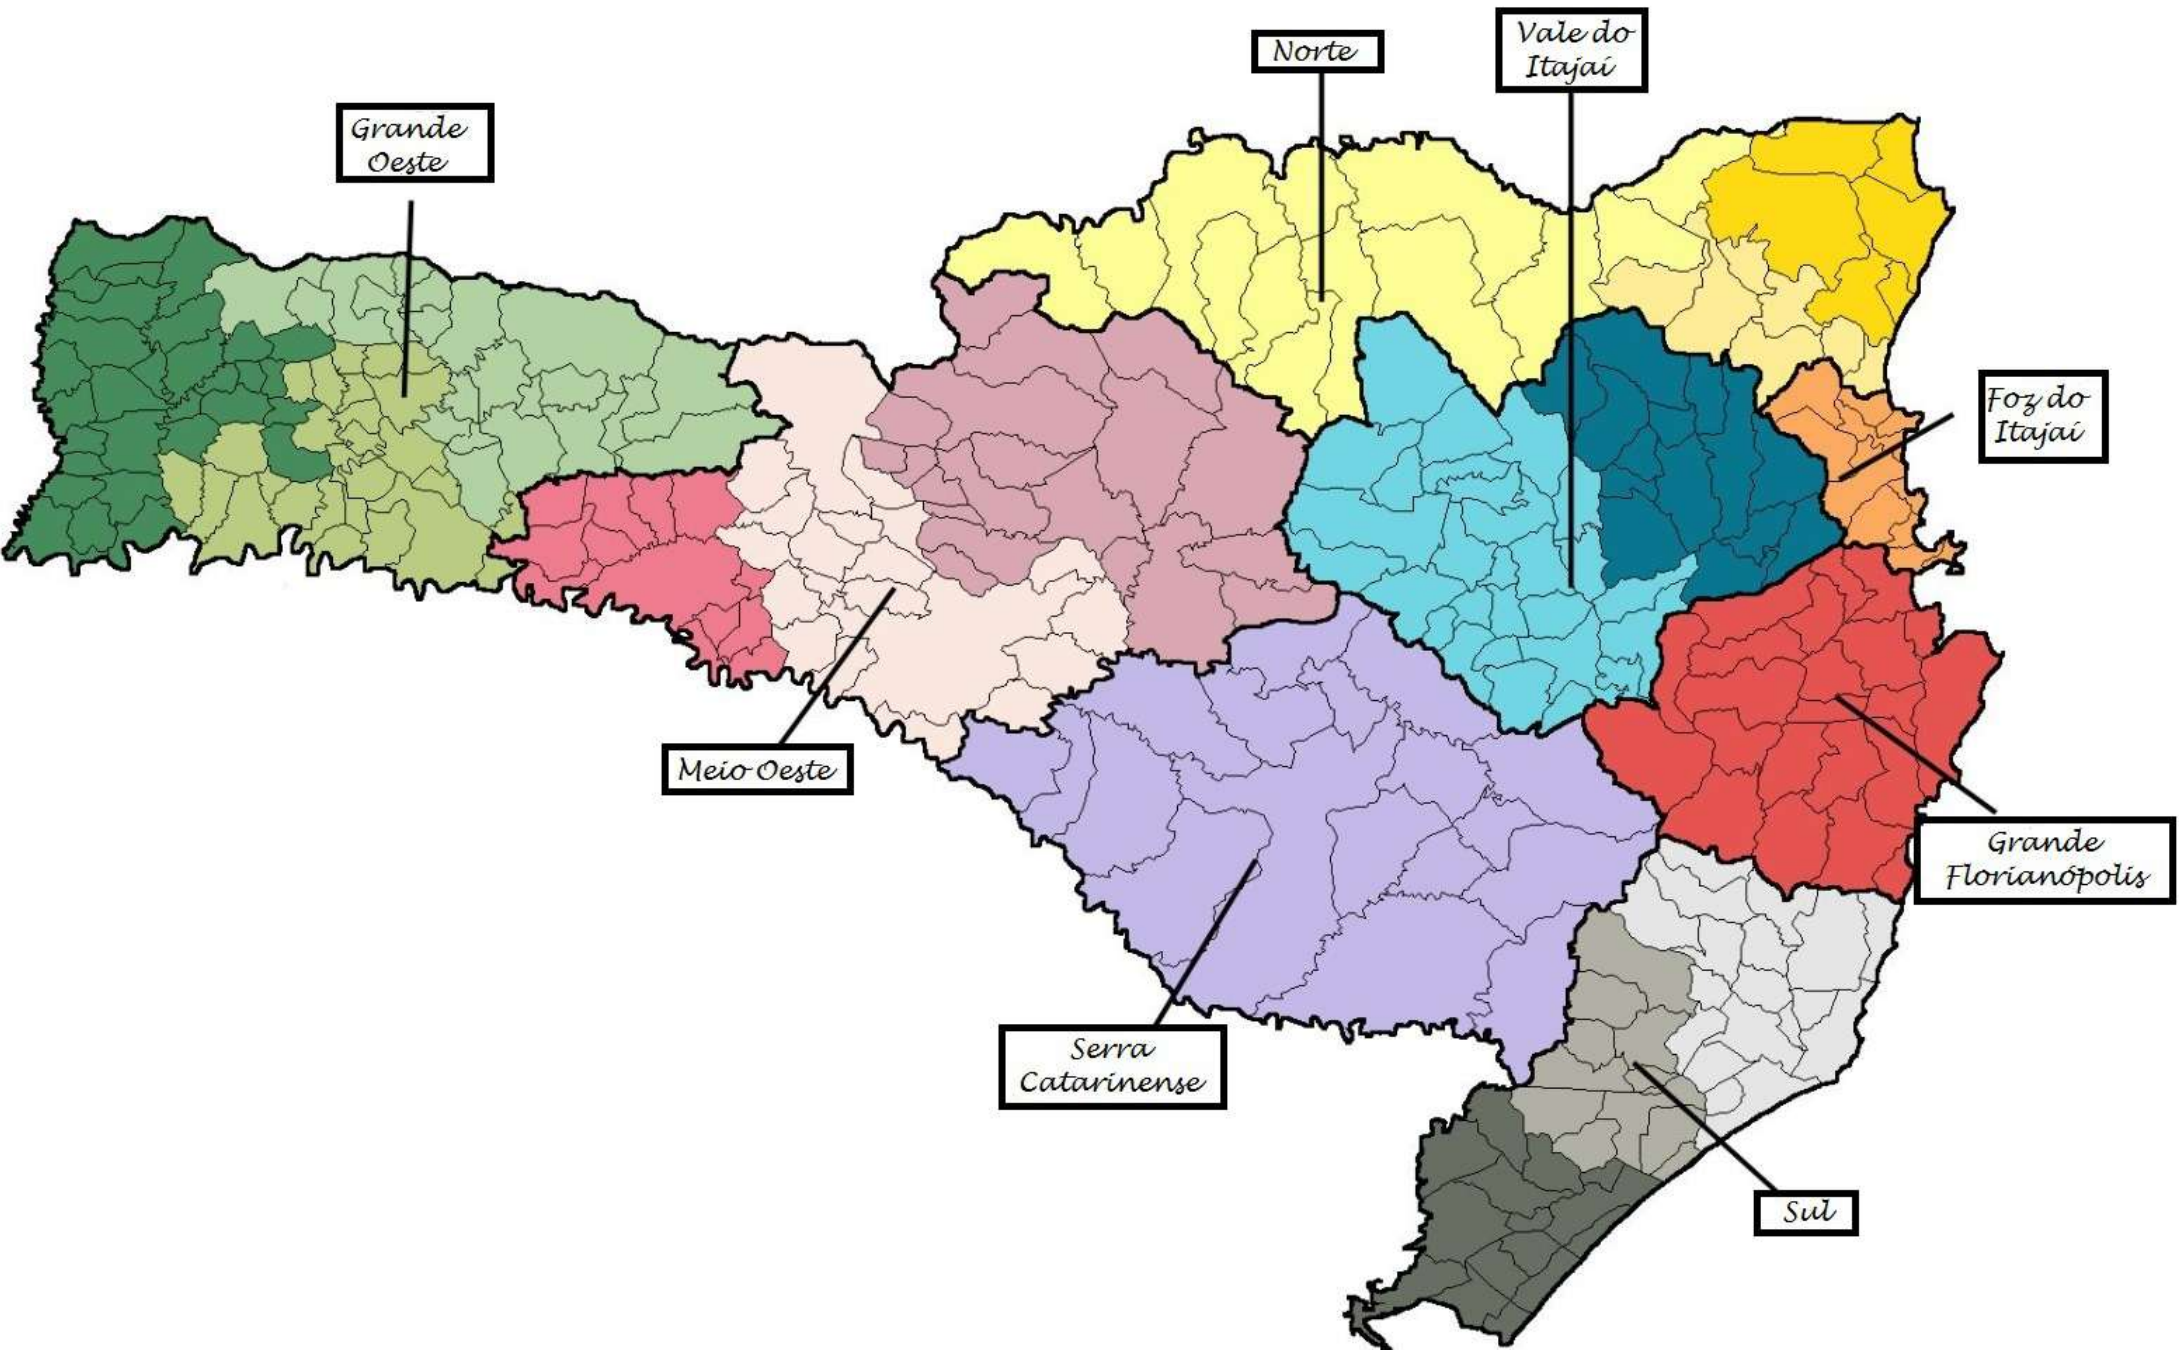 Norte
Vale do
Itajaí
Grande
Oeste
Foz do
Itajaí
Meio Oeste
Grande
Florianópolis
Serra
Catarinense
Sul